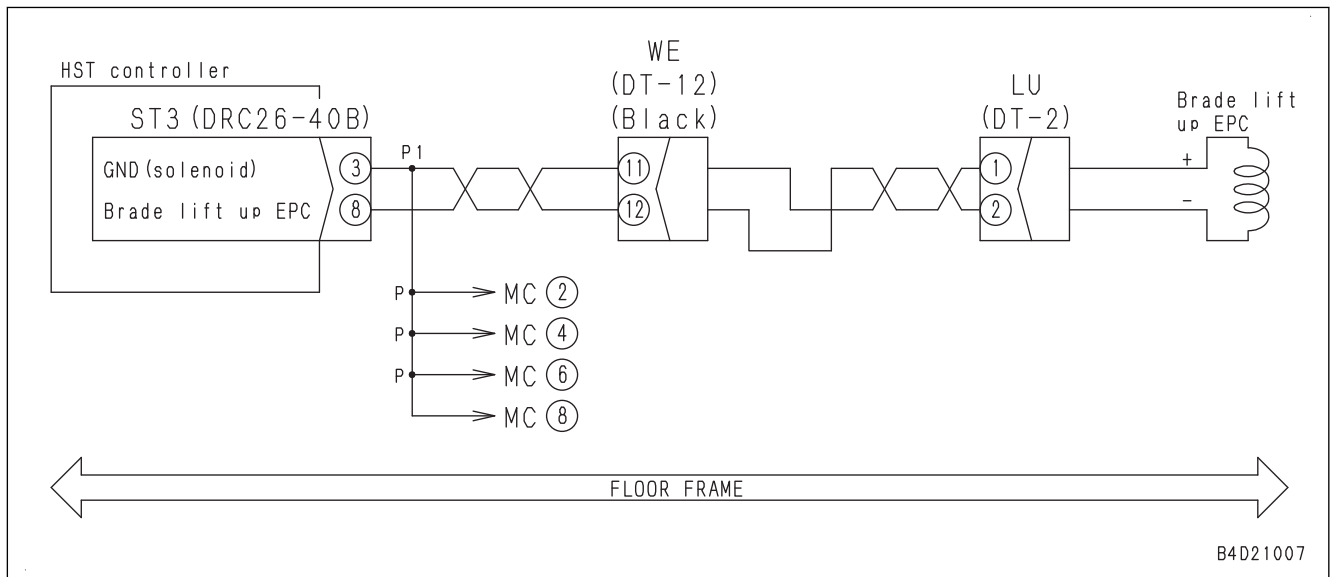 HST controller
ST3 (DRC26-40B)
GND (solenoid)
3
Brade lift up EPC
8
P1
WE
(DT-12)
(Black)
11
12
LU
(DT-2)
1
2
Brade lift
up EPC
+
-
P
MC 2
P
MC 4
P
MC 6
MC 8
FLOOR FRAME
B4D21007